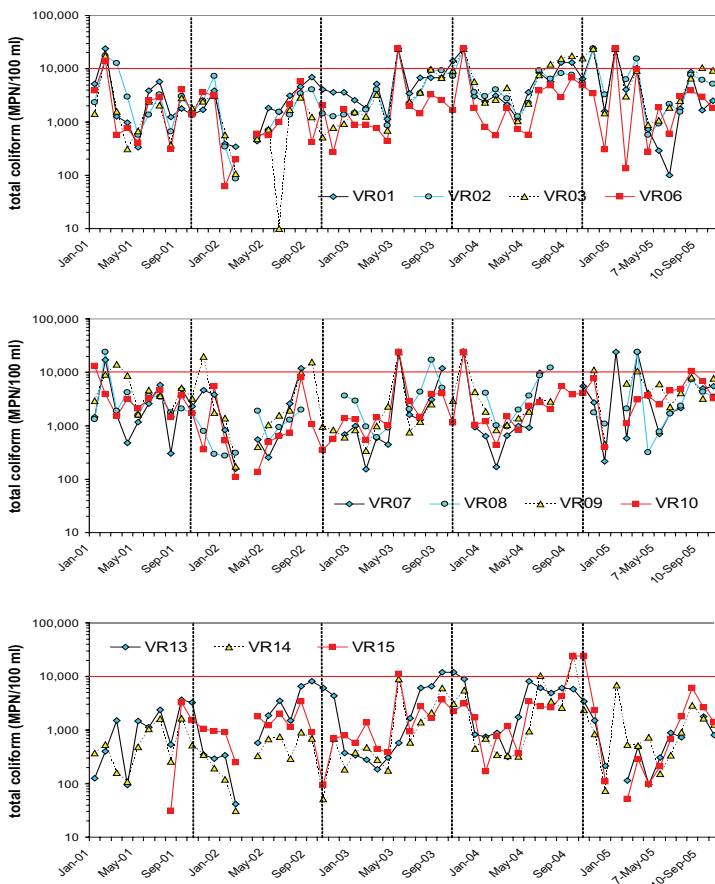 total coliform (MPN/100 ml)
100,000
10,000
1,000
100
10
VR01 VR02 VR03 VR06
Jan-01 May-01 Sep-01 Jan-02 May-02 Sep-02 Jan-03 May-03 Sep-03 Jan-04 May-04 Sep-04 Jan-05 7-May-05 10-Sep-05
total coliform (MPN/100 ml)
100,000
10,000
1,000
100
10
VR07 VR08 VR09 VR10
Jan-01 May-01 Sep-01 Jan-02 May-02 Sep-02 Jan-03 May-03 Sep-03 Jan-04 May-04 Sep-04 Jan-05 7-May-05 10-Sep-05
total coliform (MPN/100 ml)
100,000
10,000
1,000
100
10
VR13 VR14 VR15
Jan-01 May-01 Sep-01 Jan-02 May-02 Sep-02 Jan-03 May-03 Sep-03 Jan-04 May-04 Sep-04 Jan-05 7-May-05 10-Sep-05